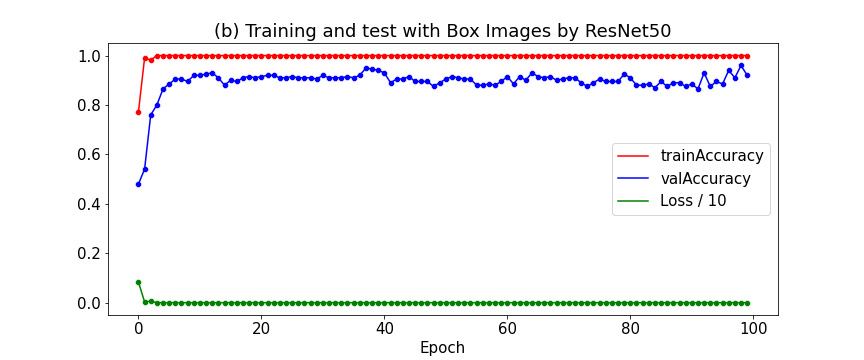 (b) Training and test with Box Images by ResNet50
1.0
0.8
0.6
0.4
0.2
0.0
trainAccuracy
valAccuracy
Loss / 10
0 20 40 60 80 100
Epoch